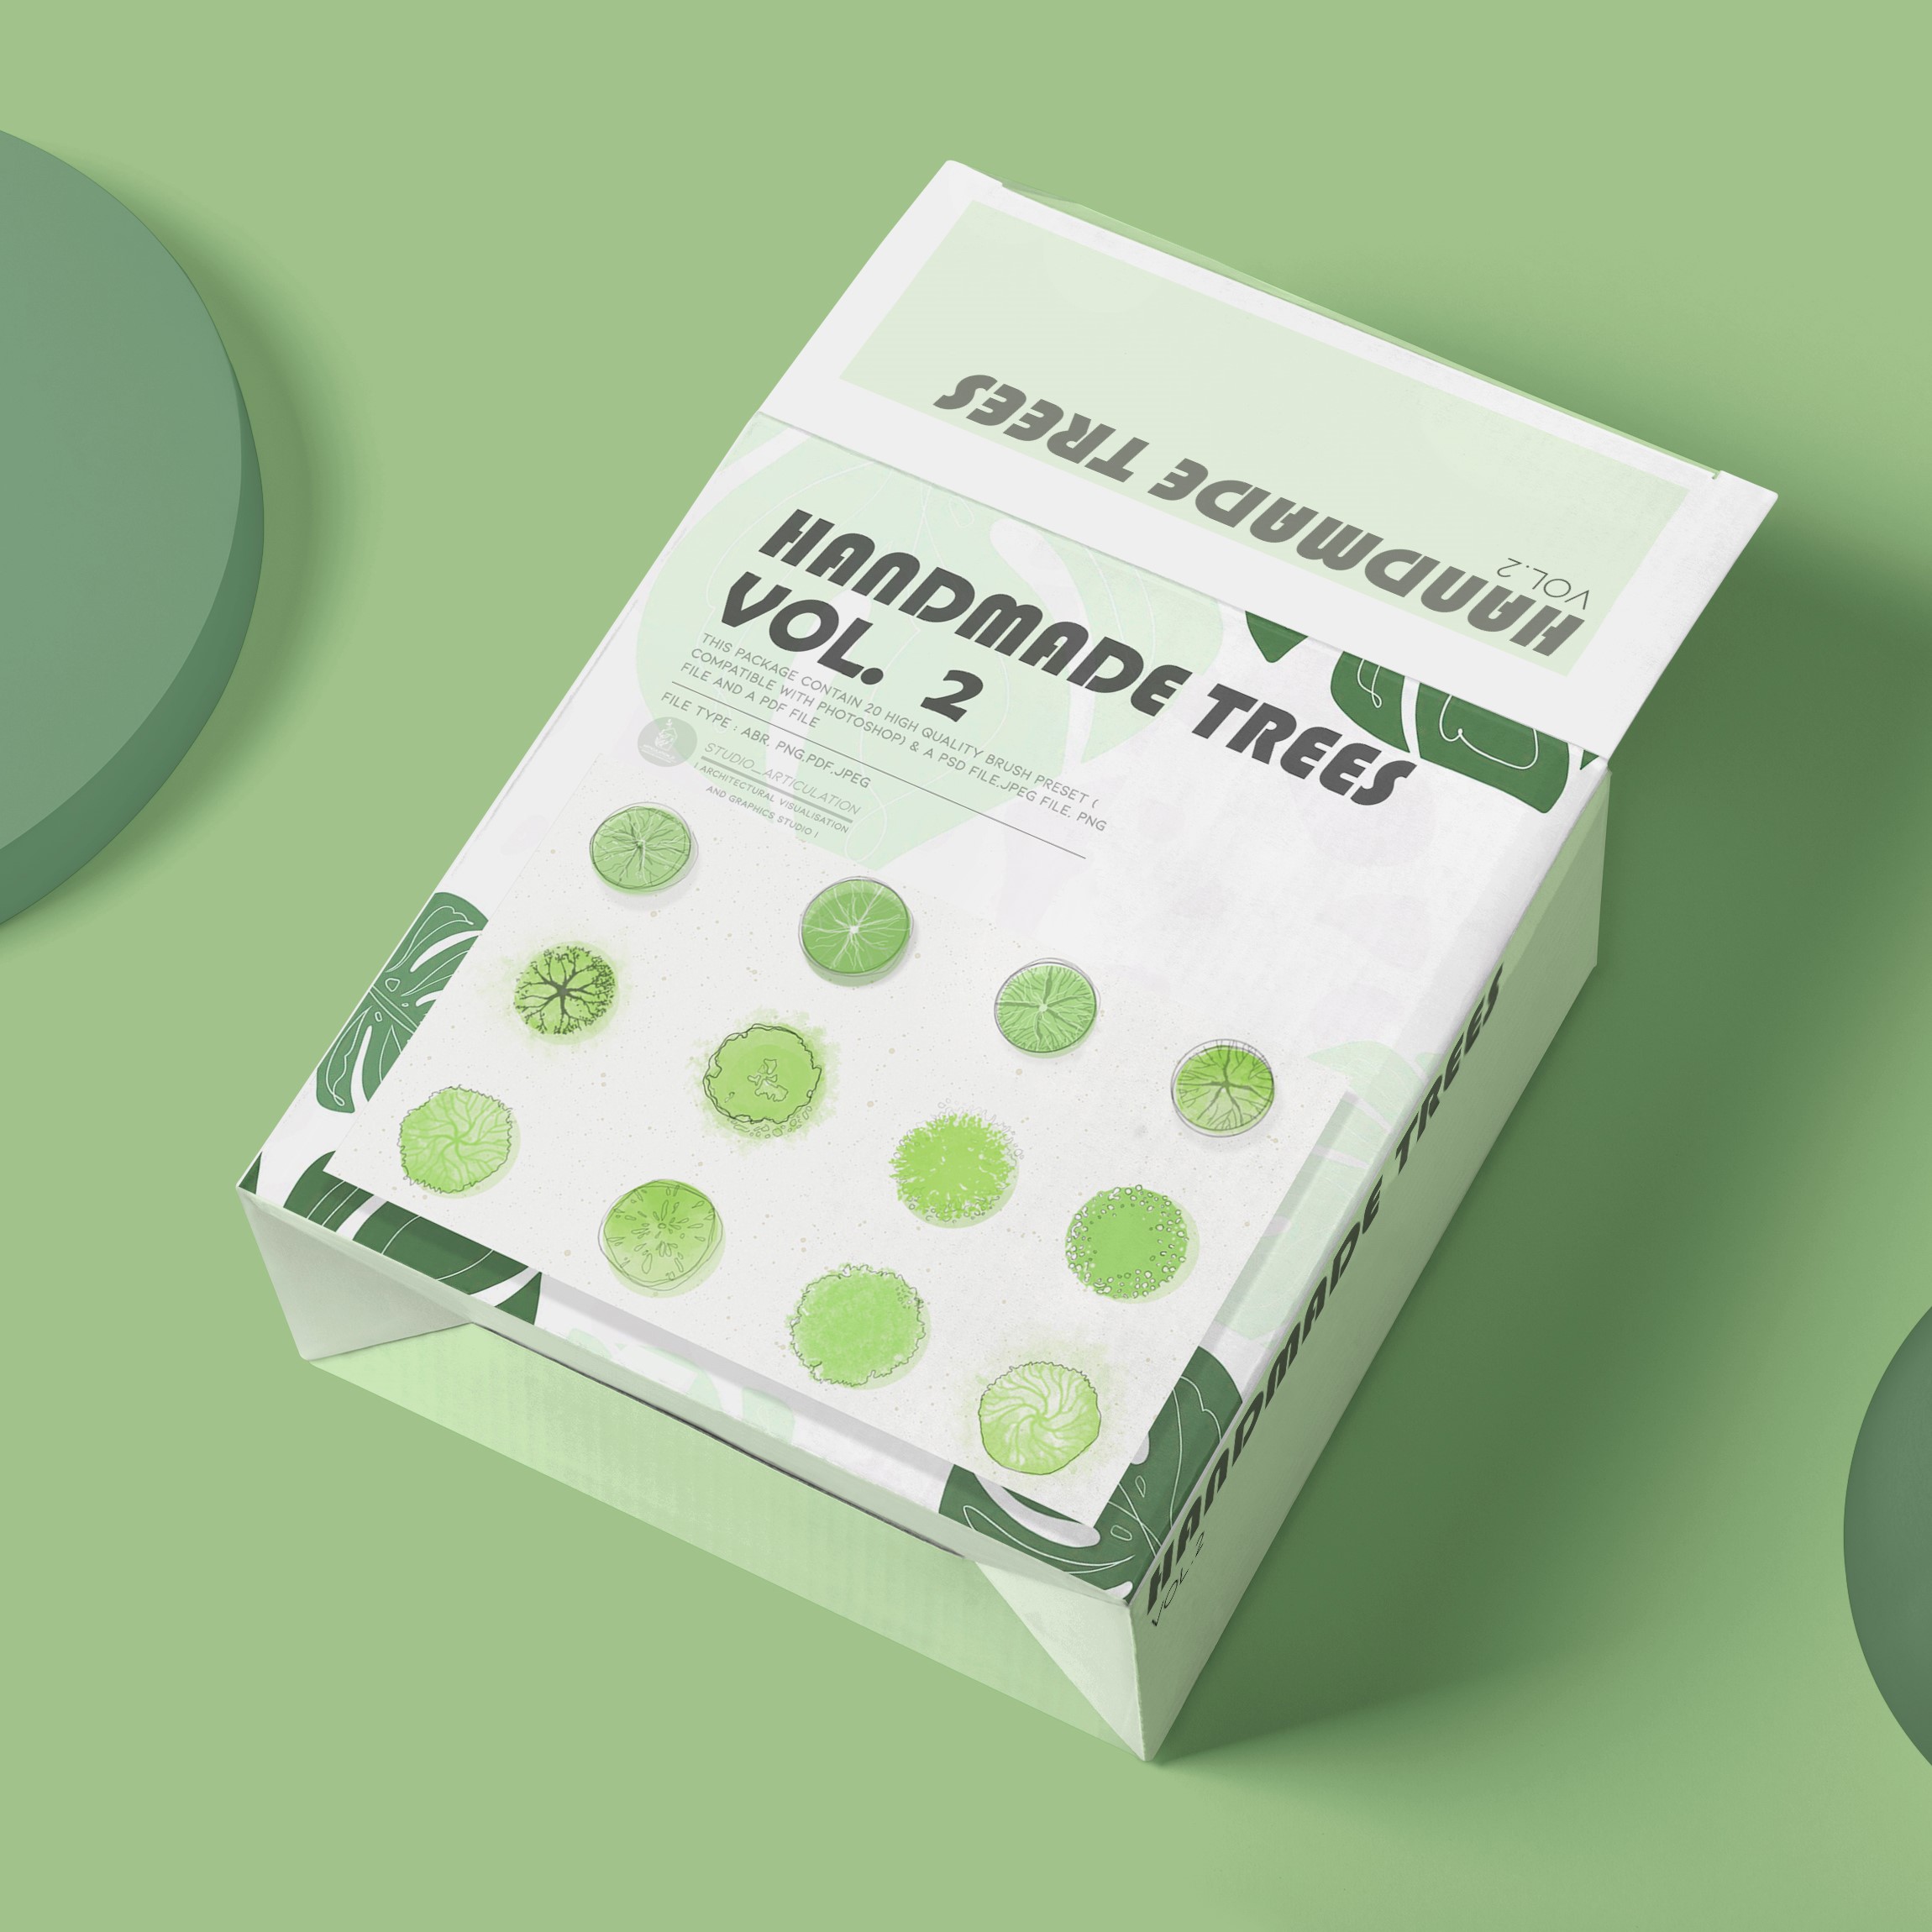 HANDMADE TREES
VOL.2
HANDMADE TREES
VOL. 2
THIS PACKAGE CONTAIN 20 HIGH QUALITY BRUSH PRESET (
COMPATIBLE WITH PHOTOSHOP) & A PSD FILE.JPEG FILE. PNG
FILE AND A PDF FILE
FILE TYPE : ABR. PNG.PDF.JPEG
STUDIO_ARTICULATION
( ARCHITECTURAL VISUALISATION
AND GRAPHICS STUDIO )
HANDMADE TREES
VOL.2